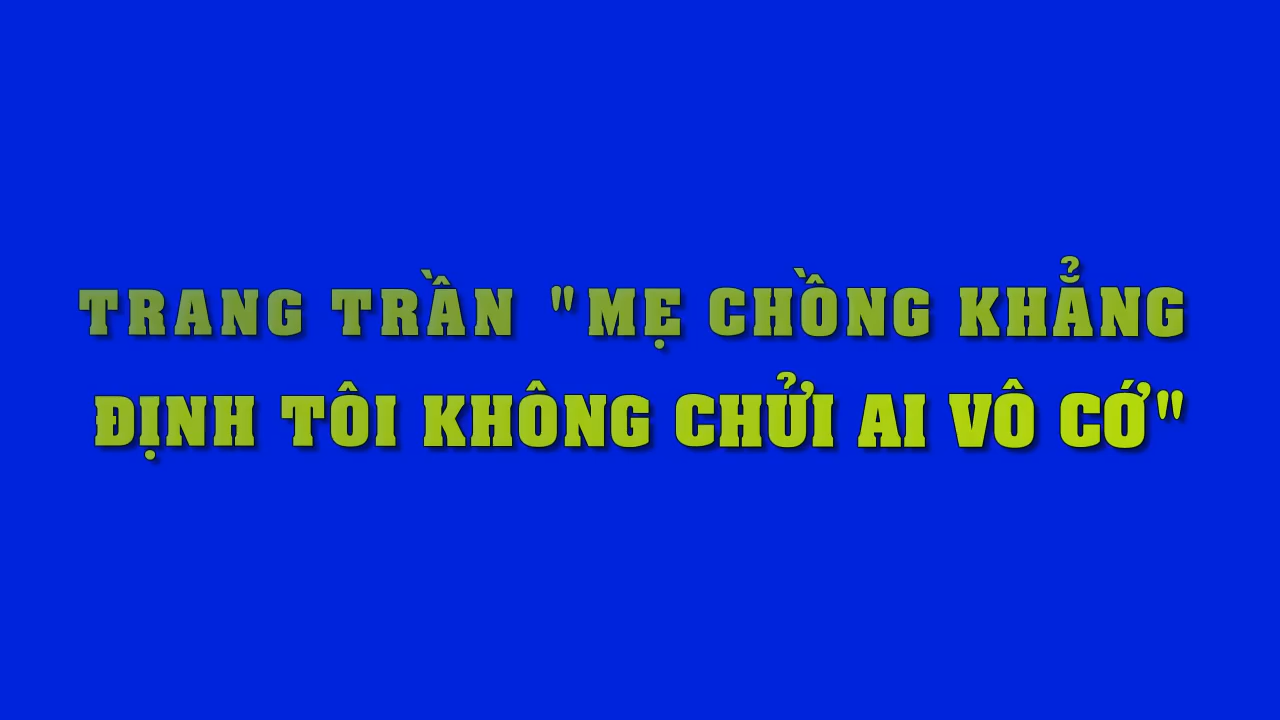 TRANG TRẦN "MẸ CHỒNG KHẲNG
ĐỊNH TÔI KHÔNG CHỬI AI VÔ CỚ"